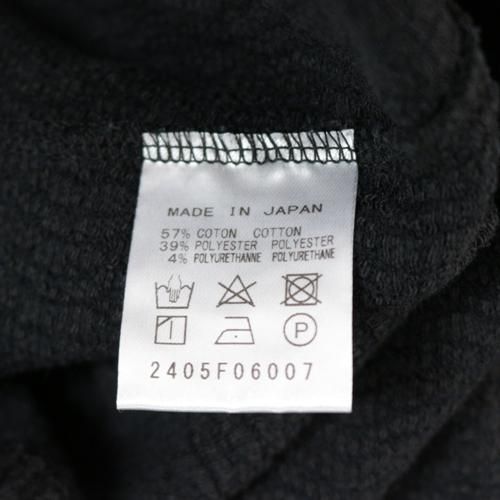 MADE IN JAPAN
57% COTON COTTON
39% POLYESTER POLYESTER
4% POLYURETHANNE POLYURETHANE
P
2405F06007